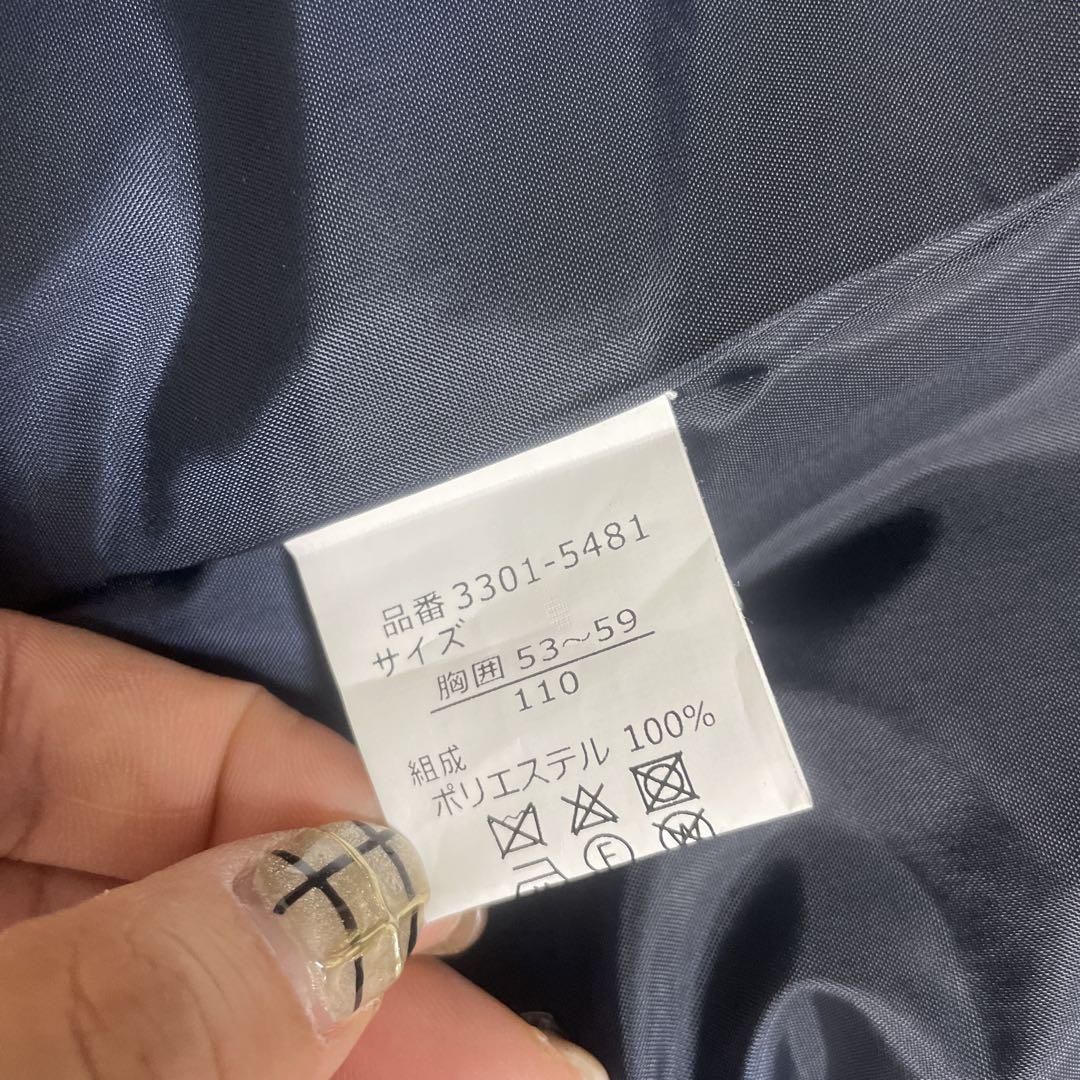 品番 3301-5481
サイズ
胸囲 53～59
110
組成
ポリエステル 100%
F
W